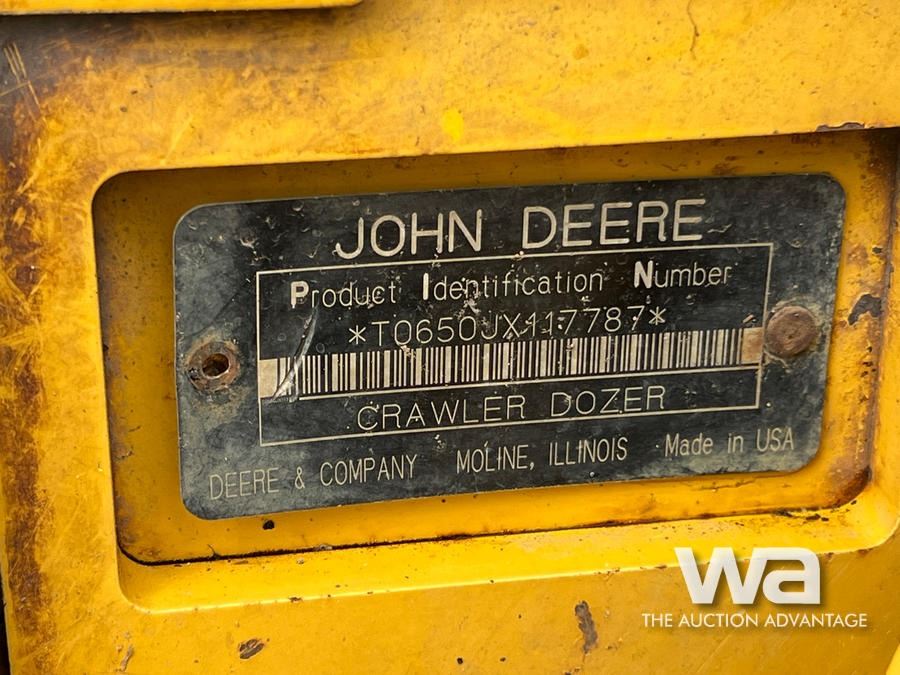 JOHN DEERE
Product Identification Number
*T0650JX117787*
CRAWLER DOZER
DEERE & COMPANY MOLINE, ILLINOIS Made in USA
wa
THE AUCTION ADVANTAGE